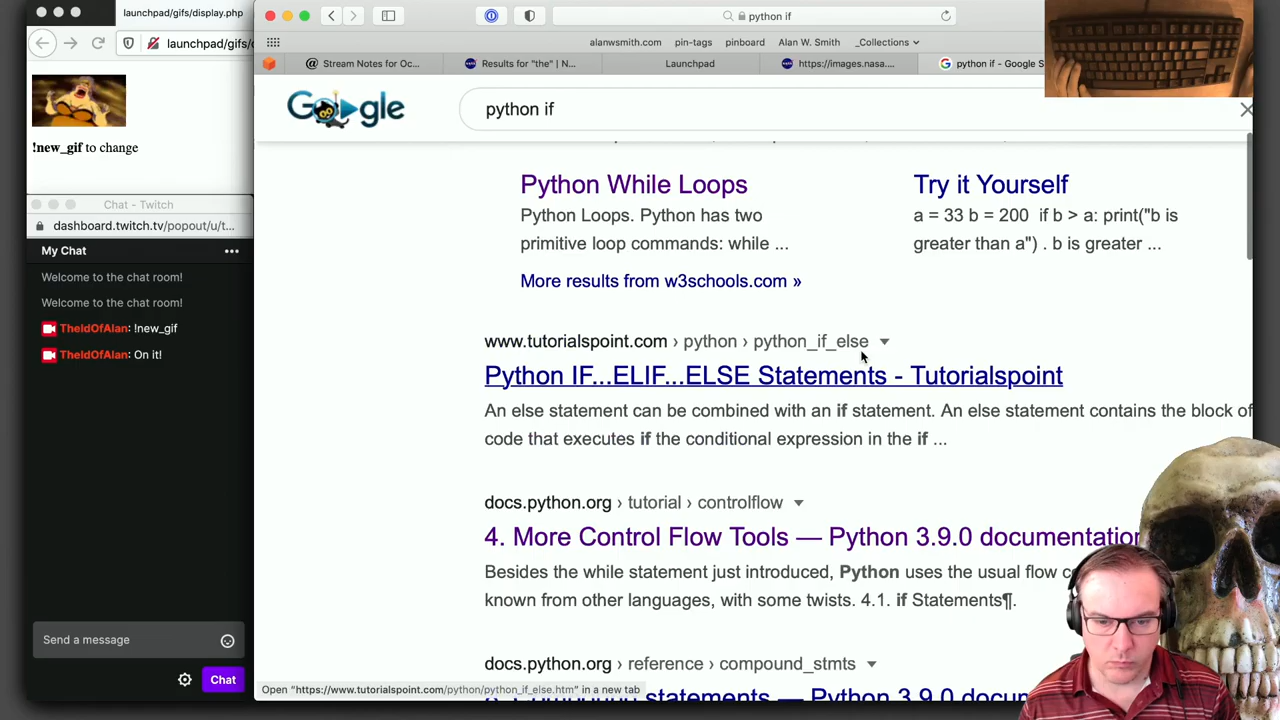 launchpad/gifs/display.php
launchpad/gifs/
!new_gif to change
Chat - Twitch
dashboard.twitch.tv/popout/u/t...
My Chat
Welcome to the chat room!
Welcome to the chat room!
TheIdOfAlan: !new_gif
TheIdOfAlan: On it!
Send a message
Chat
python if
alanwsmith.com
pin-tags
pinboard
Alan W. Smith
_Collections
Stream Notes for Oc...
Results for "the" | N...
Launchpad
https://images.nasa....
python if - Google S
Google
python if
Python While Loops
Python Loops. Python has two
primitive loop commands: while ...
Try it Yourself
a = 33 b = 200 if b > a: print("b is
greater than a") . b is greater ...
More results from w3schools.com »
www.tutorialspoint.com › python › python_if_else
Python IF...ELIF...ELSE Statements - Tutorialspoint
An else statement can be combined with an if statement. An else statement contains the block of
code that executes if the conditional expression in the if ...
docs.python.org › tutorial › controlflow
4. More Control Flow Tools — Python 3.9.0 documentation
Besides the while statement just introduced, Python uses the usual flow
known from other languages, with some twists. 4.1. if Statements¶.
docs.python.org › reference › compound_stmts
statements — Python 3.9.0
Open "https://www.tutorialspoint.com/python/python_if_else.htm" in a new tab